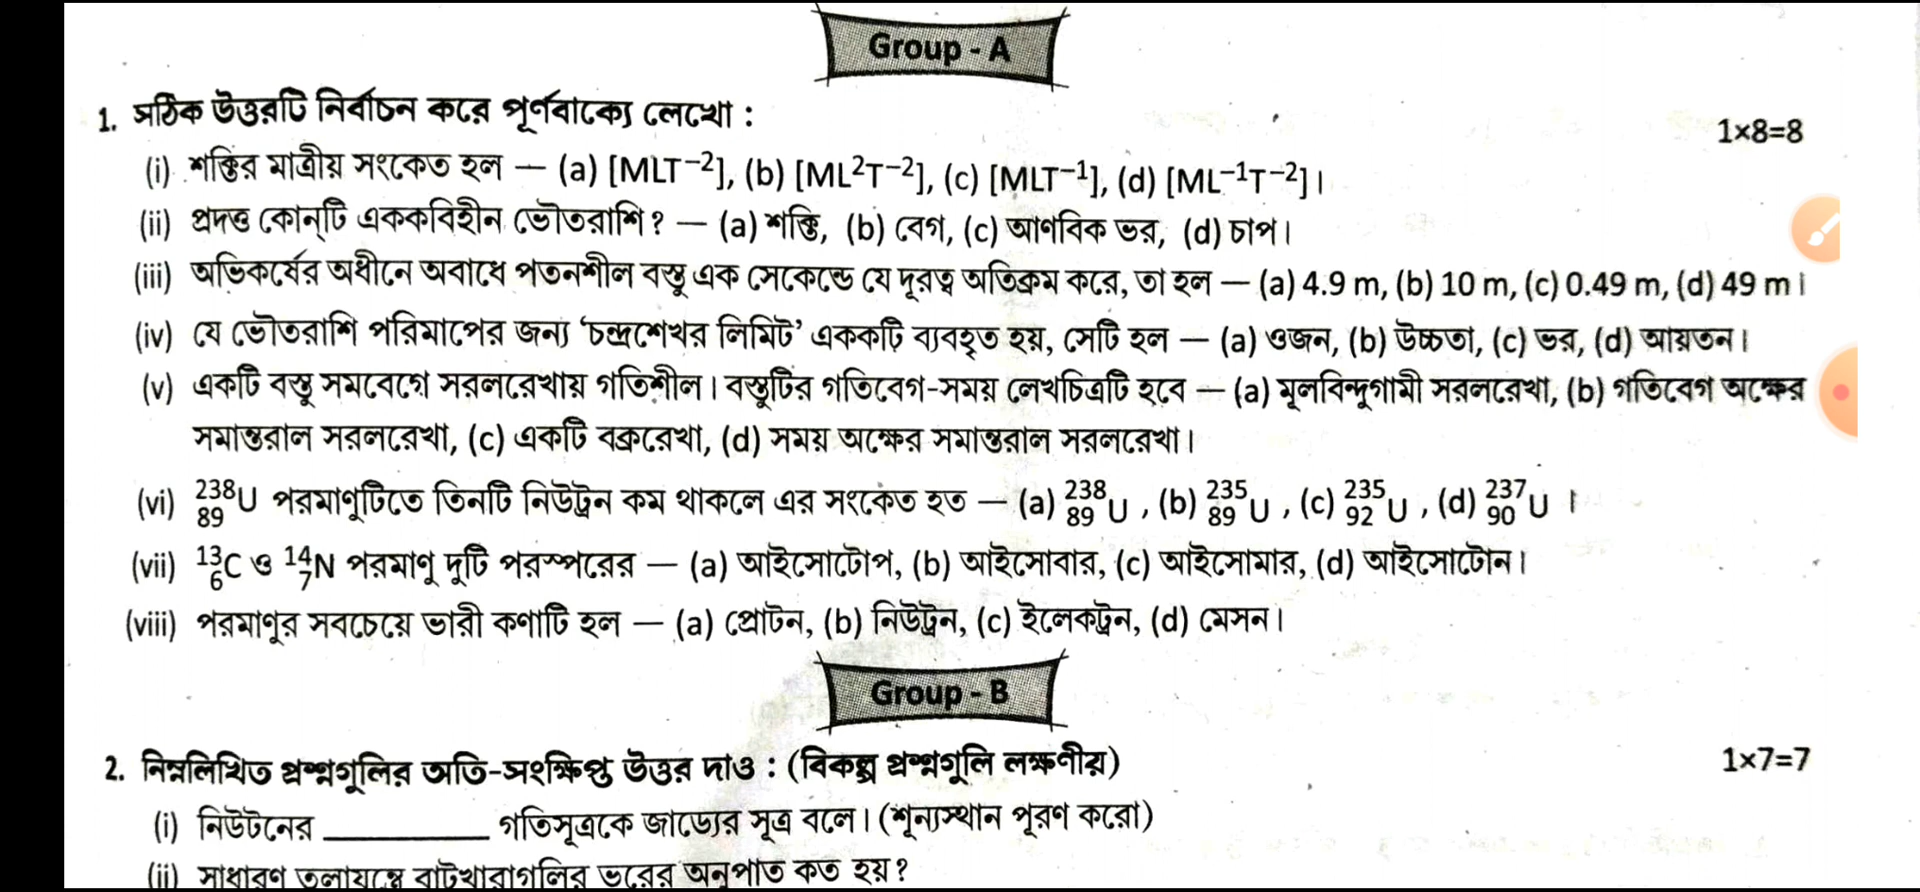 Group - A
1. সঠিক উত্তরটি নির্বাচন করে পূর্ণবাক্যে লেখো : 1×8=8
(i) শক্তির মাত্রীয় সংকেত হল — (a) [MLT⁻²], (b) [ML²T⁻²], (c) [MLT⁻¹], (d) [ML⁻¹T⁻²]।
(ii) প্রদত্ত কোন্‌টি এককবিহীন ভৌতরাশি? — (a) শক্তি, (b) বেগ, (c) আণবিক ভর, (d) চাপ।
(iii) অভিকর্ষের অধীনে অবাধে পতনশীল বস্তু এক সেকেন্ডে যে দূরত্ব অতিক্রম করে, তা হল — (a) 4.9 m, (b) 10 m, (c) 0.49 m, (d) 49 m।
(iv) যে ভৌতরাশি পরিমাপের জন্য ‘চন্দ্রশেখর লিমিট’ এককটি ব্যবহৃত হয়, সেটি হল — (a) ওজন, (b) উচ্চতা, (c) ভর, (d) আয়তন।
(v) একটি বস্তু সমবেগে সরলরেখায় গতিশীল। বস্তুটির গতিবেগ-সময় লেখচিত্রটি হবে — (a) মূলবিন্দুগামী সরলরেখা, (b) গতিবেগ অক্ষের
সমান্তরাল সরলরেখা, (c) একটি বক্ররেখা, (d) সময় অক্ষের সমান্তরাল সরলরেখা।
(vi) ²³⁸₈₉U পরমাণুটিতে তিনটি নিউট্রন কম থাকলে এর সংকেত হত — (a) ²³⁸₈₉U, (b) ²³⁵₈₉U, (c) ²³⁵₉₂U, (d) ²³⁷₉₀U ।
(vii) ¹³₆C ও ¹⁴₇N পরমাণু দুটি পরস্পরের — (a) আইসোটোপ, (b) আইসোবার, (c) আইসোমার, (d) আইসোটোন।
(viii) পরমাণুর সবচেয়ে ভারী কণাটি হল — (a) প্রোটন, (b) নিউট্রন, (c) ইলেকট্রন, (d) মেসন।
Group - B
2. নিম্নলিখিত প্রশ্নগুলির অতি-সংক্ষিপ্ত উত্তর দাও : (বিকল্প প্রশ্নগুলি লক্ষণীয়) 1×7=7
(i) নিউটনের __________ গতিসূত্রকে জাড্যের সূত্র বলে। (শূন্যস্থান পূরণ করো)
(ii) সাধারণ তুলাযন্ত্রে বাটখারাগুলির ভরের অনুপাত কত হয়?